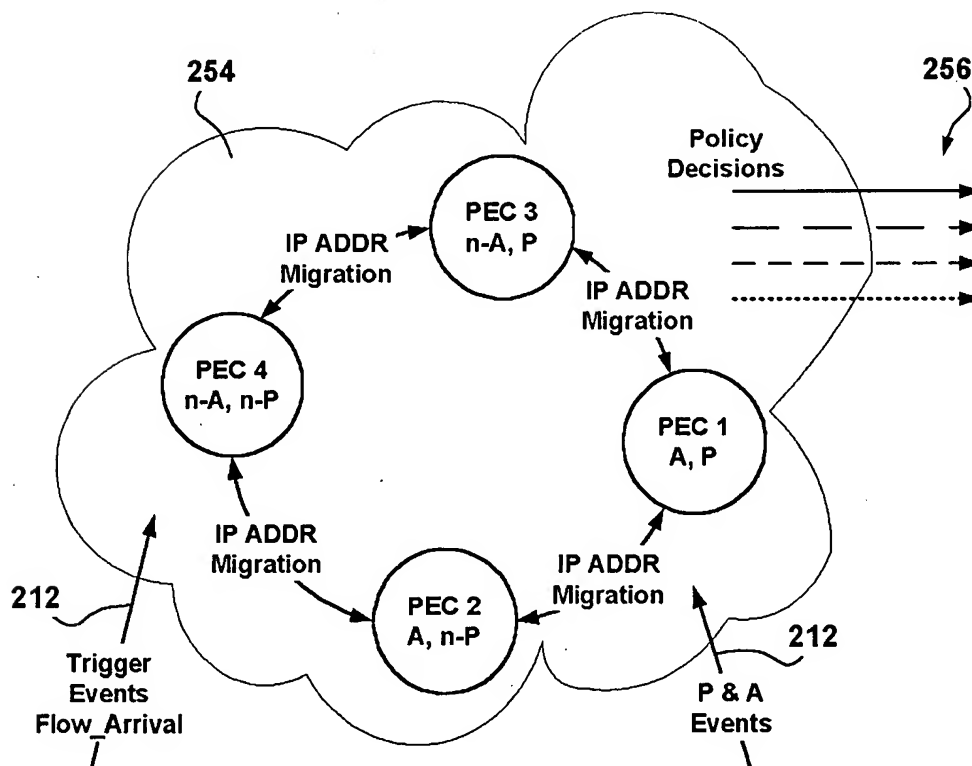 254
256
Policy
Decisions
PEC 3
n-A, P
IP ADDR
Migration
IP ADDR
Migration
PEC 4
n-A, n-P
PEC 1
A, P
IP ADDR
Migration
IP ADDR
Migration
PEC 2
A, n-P
212
212
Trigger
Events
Flow_Arrival
P & A
Events